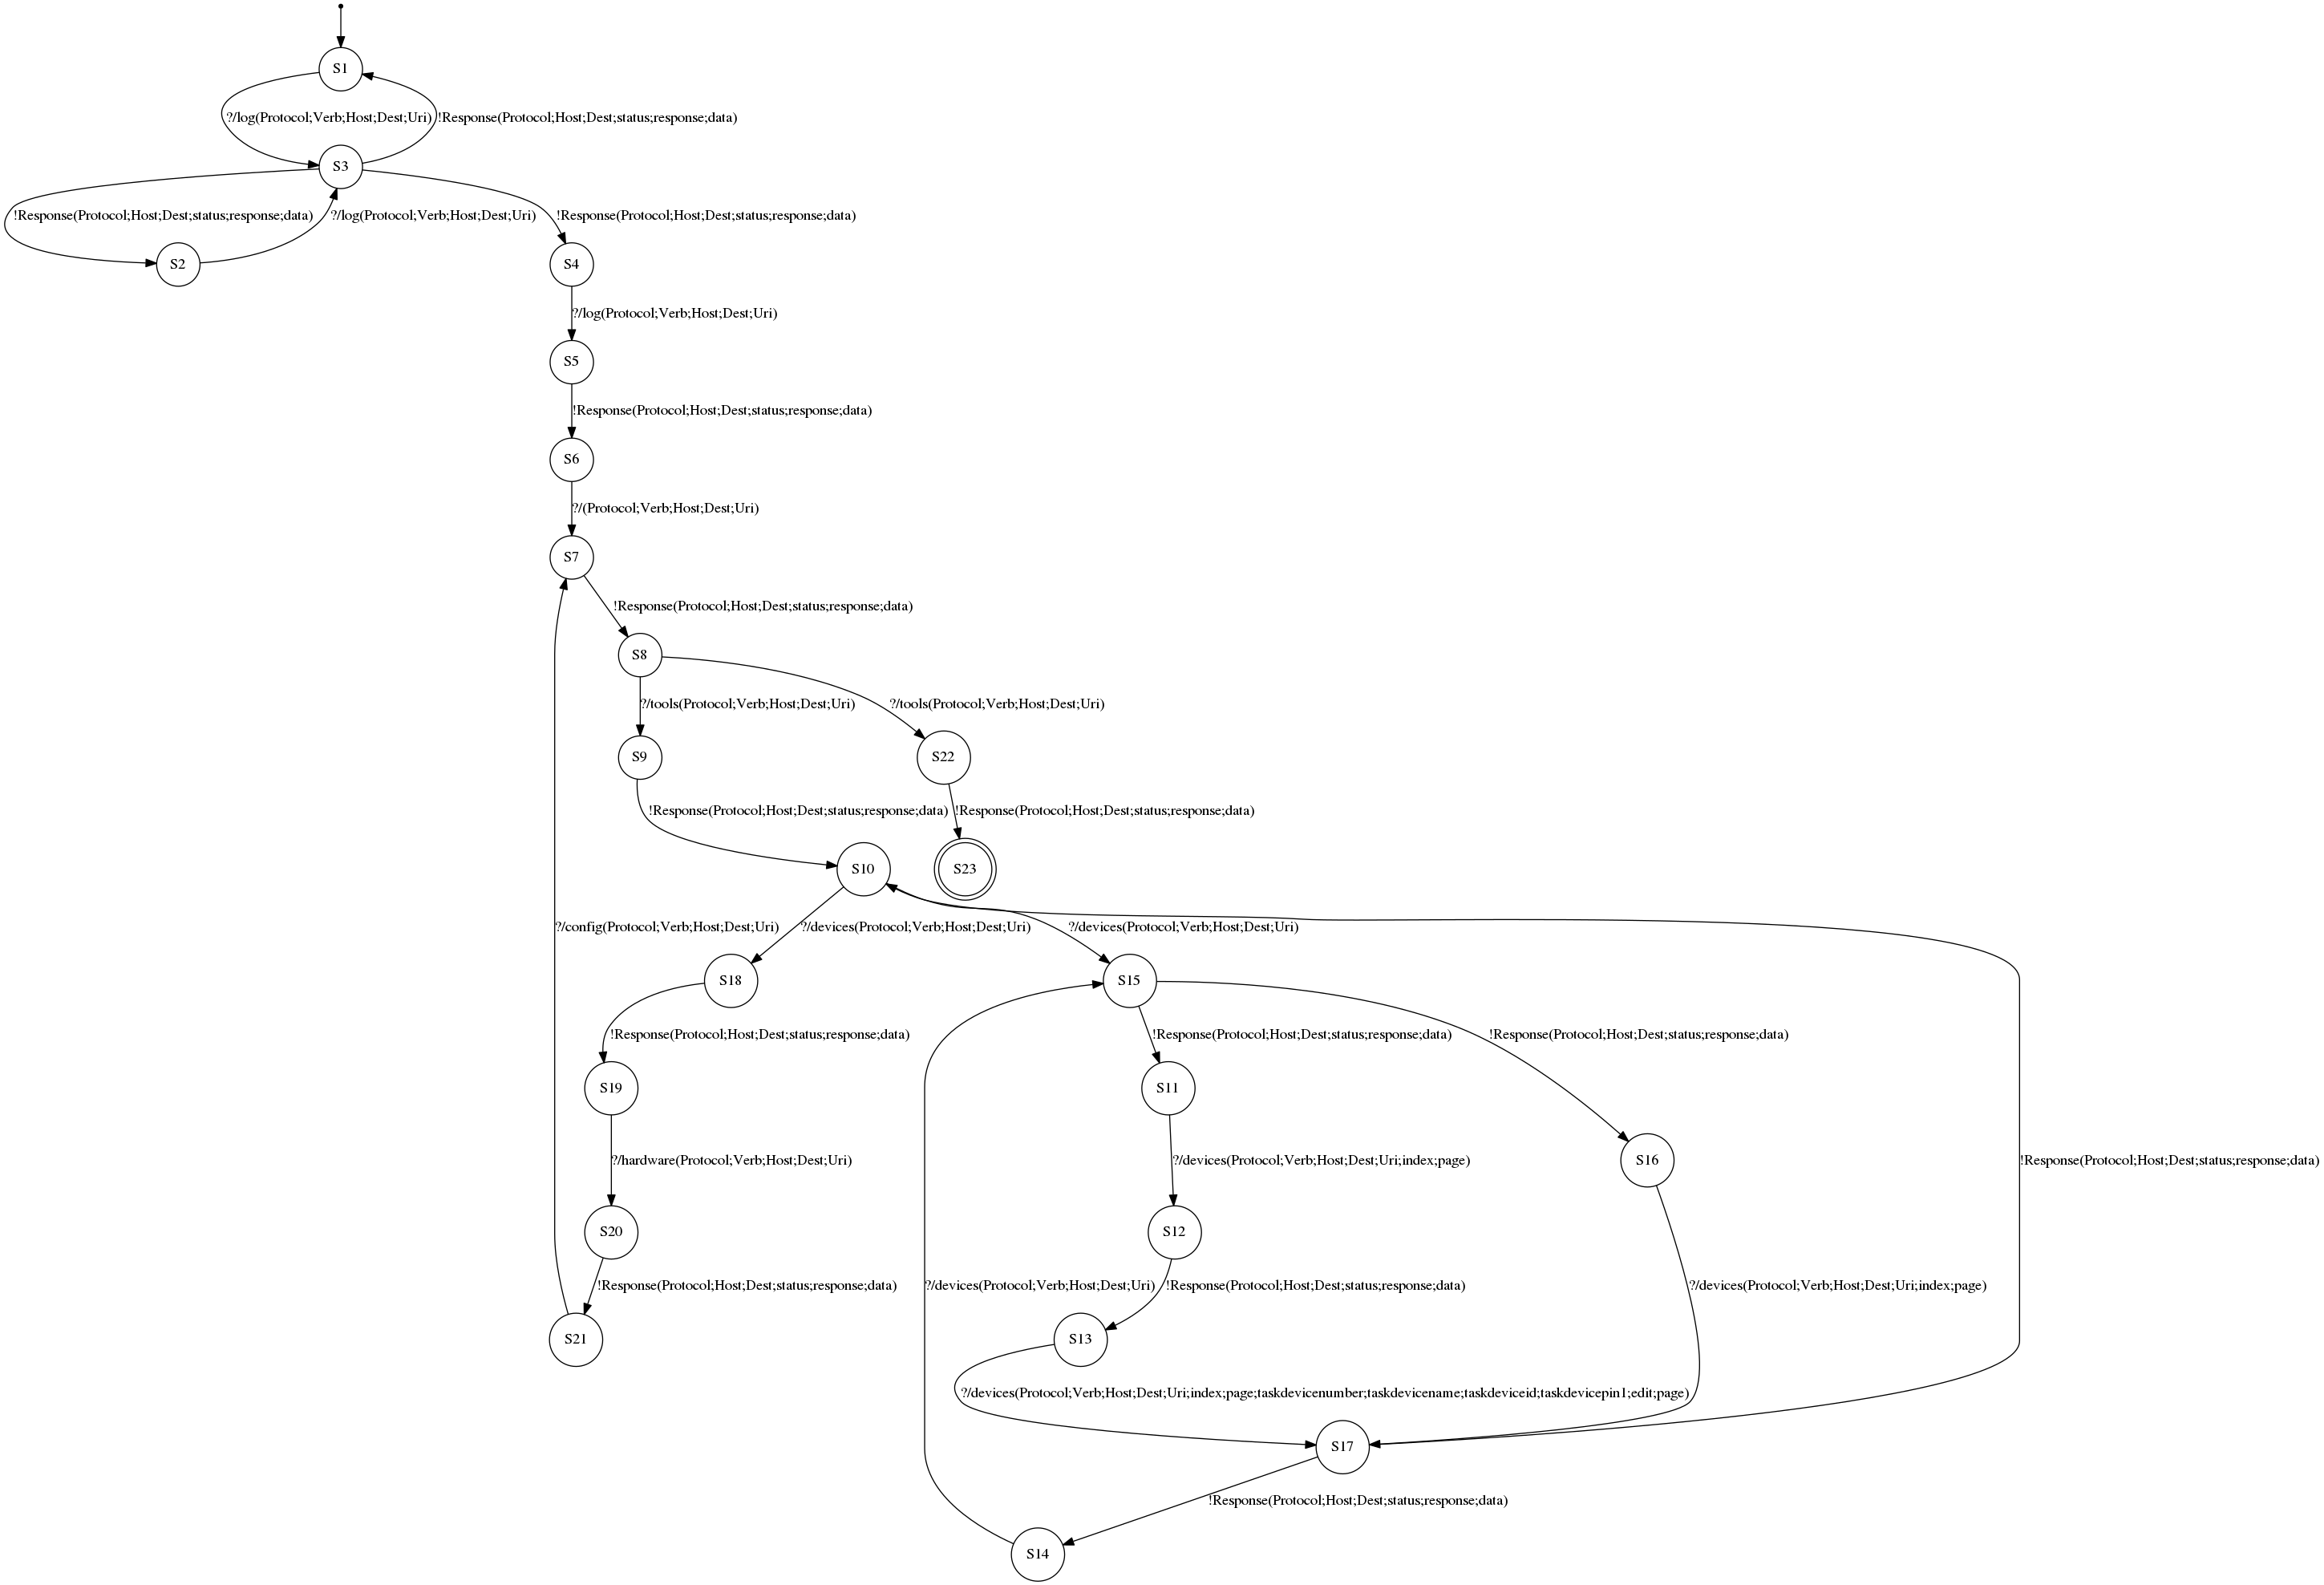 S1
?/log(Protocol;Verb;Host;Dest;Uri)
!Response(Protocol;Host;Dest;status;response;data)
S3
!Response(Protocol;Host;Dest;status;response;data)
?/log(Protocol;Verb;Host;Dest;Uri)
!Response(Protocol;Host;Dest;status;response;data)
S2
S4
?/log(Protocol;Verb;Host;Dest;Uri)
S5
!Response(Protocol;Host;Dest;status;response;data)
S6
?/(Protocol;Verb;Host;Dest;Uri)
S7
!Response(Protocol;Host;Dest;status;response;data)
S8
?/tools(Protocol;Verb;Host;Dest;Uri)
?/tools(Protocol;Verb;Host;Dest;Uri)
S9
S22
!Response(Protocol;Host;Dest;status;response;data)
!Response(Protocol;Host;Dest;status;response;data)
S10
S23
?/config(Protocol;Verb;Host;Dest;Uri)
?/devices(Protocol;Verb;Host;Dest;Uri)
?/devices(Protocol;Verb;Host;Dest;Uri)
S18
S15
!Response(Protocol;Host;Dest;status;response;data)
!Response(Protocol;Host;Dest;status;response;data)
!Response(Protocol;Host;Dest;status;response;data)
S19
S11
?/hardware(Protocol;Verb;Host;Dest;Uri)
?/devices(Protocol;Verb;Host;Dest;Uri;index;page)
S16
!Response(Protocol;Host;Dest;status;response;data)
S20
S12
?/devices(Protocol;Verb;Host;Dest;Uri)
!Response(Protocol;Host;Dest;status;response;data)
!Response(Protocol;Host;Dest;status;response;data)
?/devices(Protocol;Verb;Host;Dest;Uri;index;page)
S21
S13
?/devices(Protocol;Verb;Host;Dest;Uri;index;page;taskdevicenumber;taskdevicename;taskdeviceid;taskdevicepin1;edit;page)
S17
!Response(Protocol;Host;Dest;status;response;data)
S14